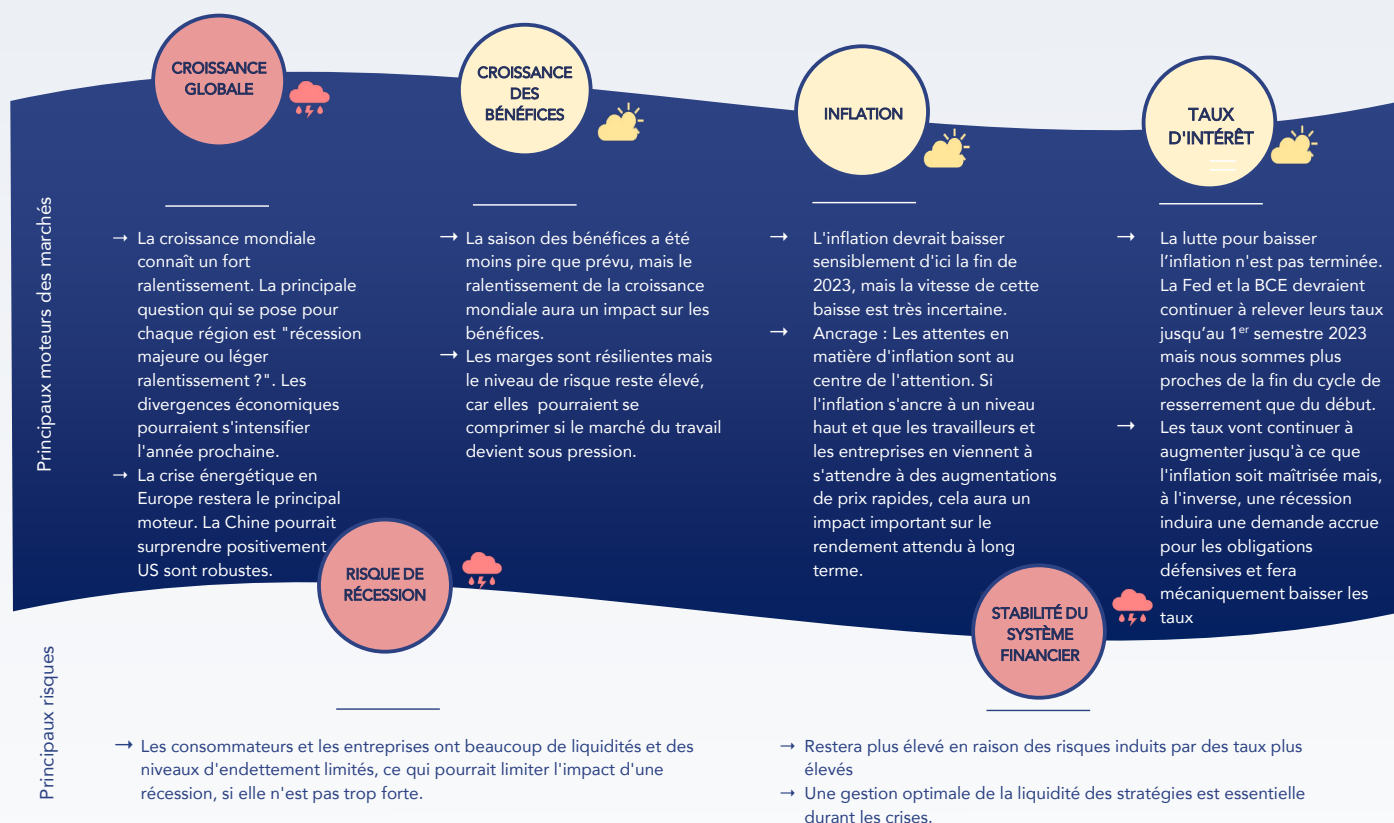 CROISSANCE
GLOBALE
CROISSANCE
DES
BÉNÉFICES
INFLATION
TAUX
D'INTÉRÊT
Principaux moteurs des marchés
→ La croissance mondiale
connaît un fort
ralentissement. La principale
question qui se pose pour
chaque région est "récession
majeure ou léger
ralentissement ?". Les
divergences économiques
pourraient s'intensifier
l'année prochaine.
→ La crise énergétique en
Europe restera le principal
moteur. La Chine pourrait
surprendre positivement
US sont robustes.
→ La saison des bénéfices a été
moins pire que prévu, mais le
ralentissement de la croissance
mondiale aura un impact sur les
bénéfices.
→ Les marges sont résilientes mais
le niveau de risque reste élevé,
car elles  pourraient se
comprimer si le marché du travail
devient sous pression.
→ L'inflation devrait baisser
sensiblement d'ici la fin de
2023, mais la vitesse de cette
baisse est très incertaine.
→ Ancrage : Les attentes en
matière d'inflation sont au
centre de l'attention. Si
l'inflation s'ancre à un niveau
haut et que les travailleurs et
les entreprises en viennent à
s'attendre à des augmentations
de prix rapides, cela aura un
impact important sur le
rendement attendu à long
terme.
→ La lutte pour baisser
l’inflation n'est pas terminée.
La Fed et la BCE devraient
continuer à relever leurs taux
jusqu’au 1er semestre 2023
mais nous sommes plus
proches de la fin du cycle de
resserrement que du début.
→ Les taux vont continuer à
augmenter jusqu'à ce que
l'inflation soit maîtrisée mais,
à l'inverse, une récession
induira une demande accrue
pour les obligations
défensives et fera
mécaniquement baisser les
taux
RISQUE DE
RÉCESSION
STABILITÉ DU
SYSTÈME
FINANCIER
Principaux risques
→ Les consommateurs et les entreprises ont beaucoup de liquidités et des
niveaux d'endettement limités, ce qui pourrait limiter l'impact d'une
récession, si elle n'est pas trop forte.
→ Restera plus élevé en raison des risques induits par des taux plus
élevés
→ Une gestion optimale de la liquidité des stratégies est essentielle
durant les crises.